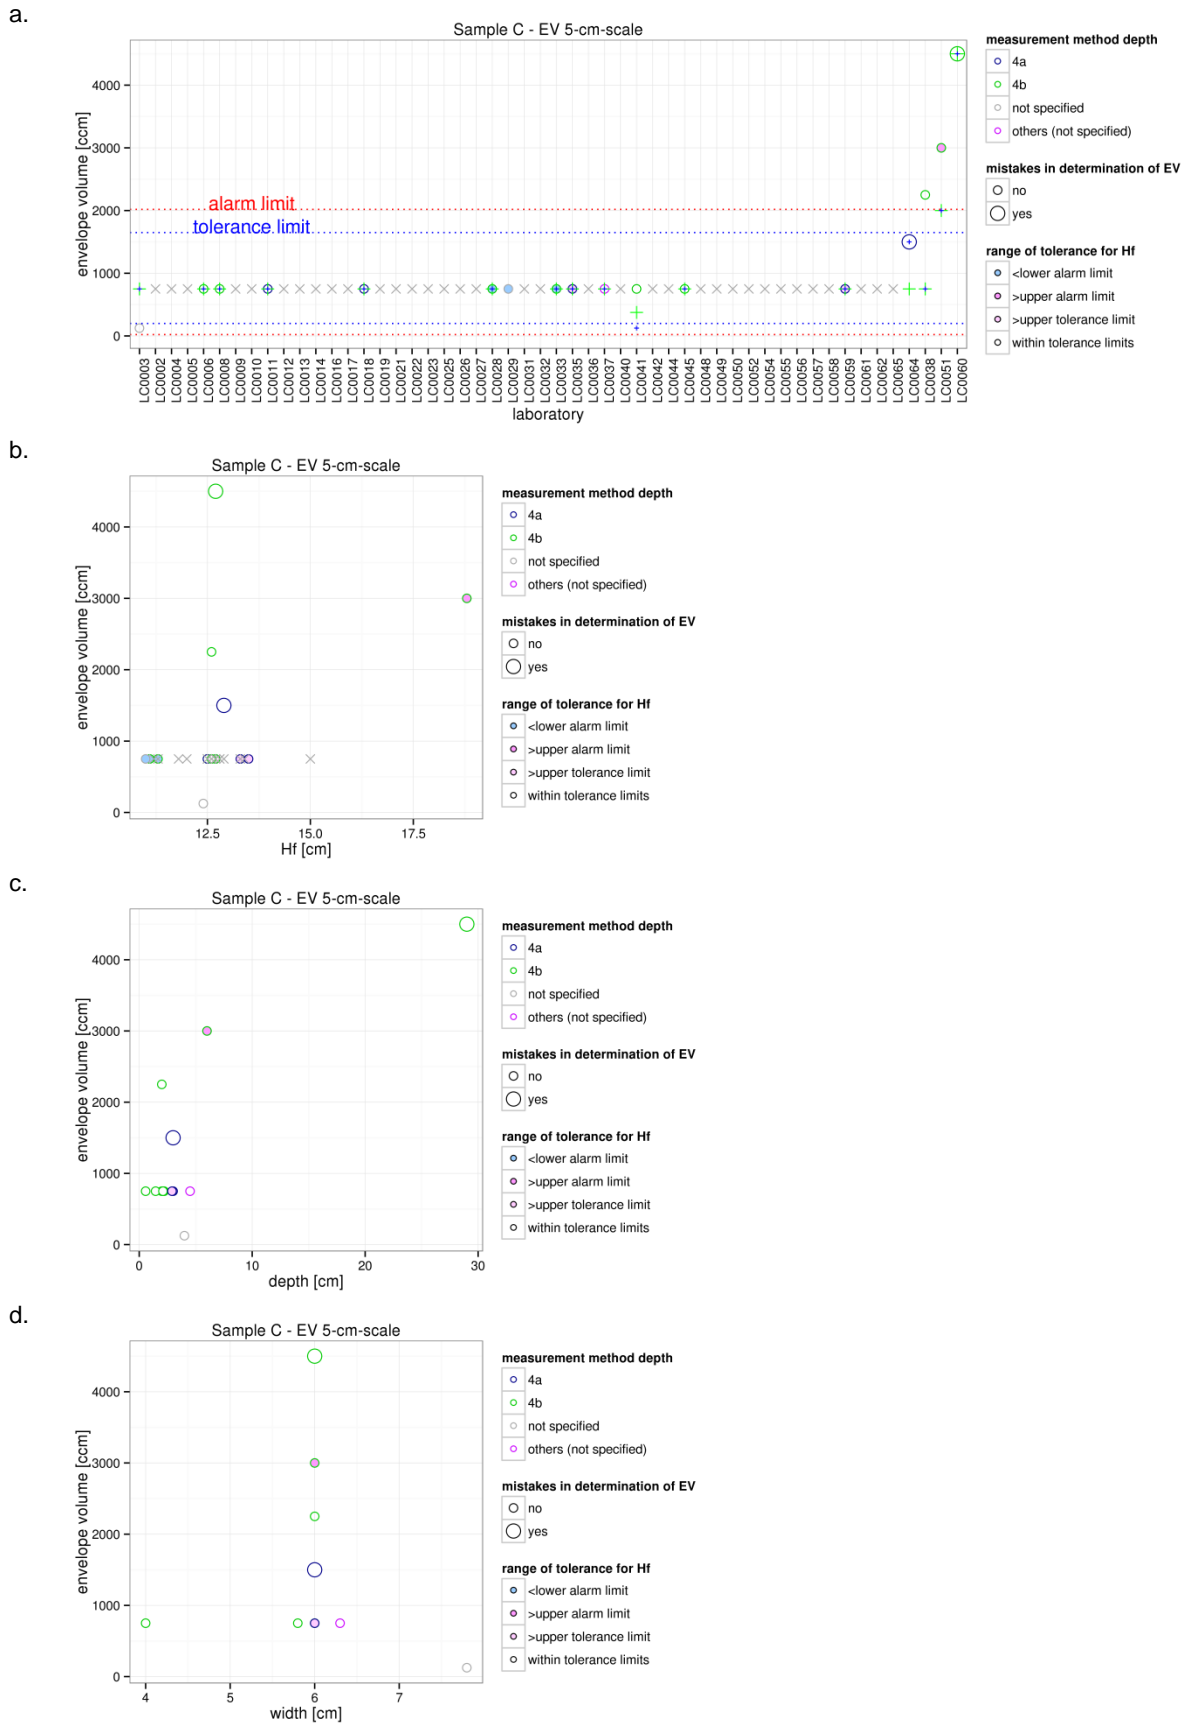 a.
Sample C - EV 5-cm-scale
envelope volume [ccm]
4000
3000
2000
1000
0
alarm limit
tolerance limit
LC0003
LC0002
LC0004
LC0005
LC0006
LC0008
LC0009
LC0010
LC0011
LC0012
LC0013
LC0014
LC0016
LC0017
LC0018
LC0019
LC0021
LC0022
LC0023
LC0025
LC0026
LC0027
LC0028
LC0029
LC0031
LC0032
LC0033
LC0035
LC0036
LC0037
LC0040
LC0041
LC0042
LC0044
LC0045
LC0048
LC0049
LC0050
LC0052
LC0054
LC0055
LC0056
LC0057
LC0058
LC0059
LC0061
LC0062
LC0065
LC0064
LC0038
LC0051
LC0060
laboratory
measurement method depth
4a
4b
not specified
others (not specified)
mistakes in determination of EV
no
yes
range of tolerance for Hf
<lower alarm limit
>upper alarm limit
>upper tolerance limit
within tolerance limits
b.
Sample C - EV 5-cm-scale
envelope volume [ccm]
4000
3000
2000
1000
0
12.5 15.0 17.5
Hf [cm]
measurement method depth
4a
4b
not specified
others (not specified)
mistakes in determination of EV
no
yes
range of tolerance for Hf
<lower alarm limit
>upper alarm limit
>upper tolerance limit
within tolerance limits
c.
Sample C - EV 5-cm-scale
envelope volume [ccm]
4000
3000
2000
1000
0
0 10 20 30
depth [cm]
measurement method depth
4a
4b
not specified
others (not specified)
mistakes in determination of EV
no
yes
range of tolerance for Hf
<lower alarm limit
>upper alarm limit
>upper tolerance limit
within tolerance limits
d.
Sample C - EV 5-cm-scale
envelope volume [ccm]
4000
3000
2000
1000
0
4 5 6 7
width [cm]
measurement method depth
4a
4b
not specified
others (not specified)
mistakes in determination of EV
no
yes
range of tolerance for Hf
<lower alarm limit
>upper alarm limit
>upper tolerance limit
within tolerance limits